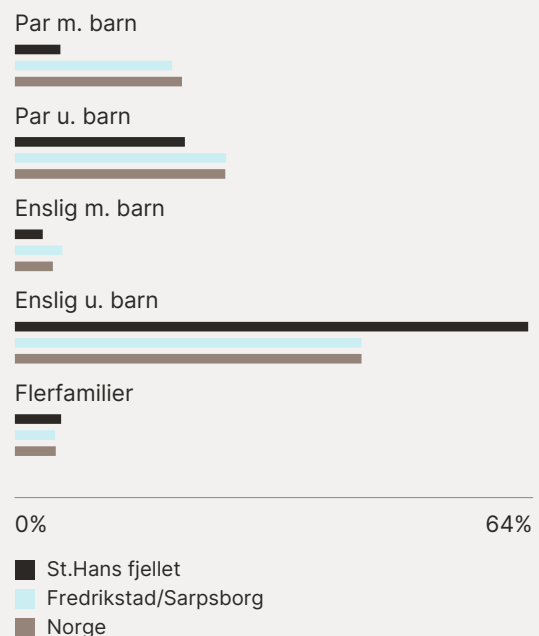 Par m. barn
Par u. barn
Enslig m. barn
Enslig u. barn
Flerfamilier
0% 64%
St.Hans fjellet
Fredrikstad/Sarpsborg
Norge